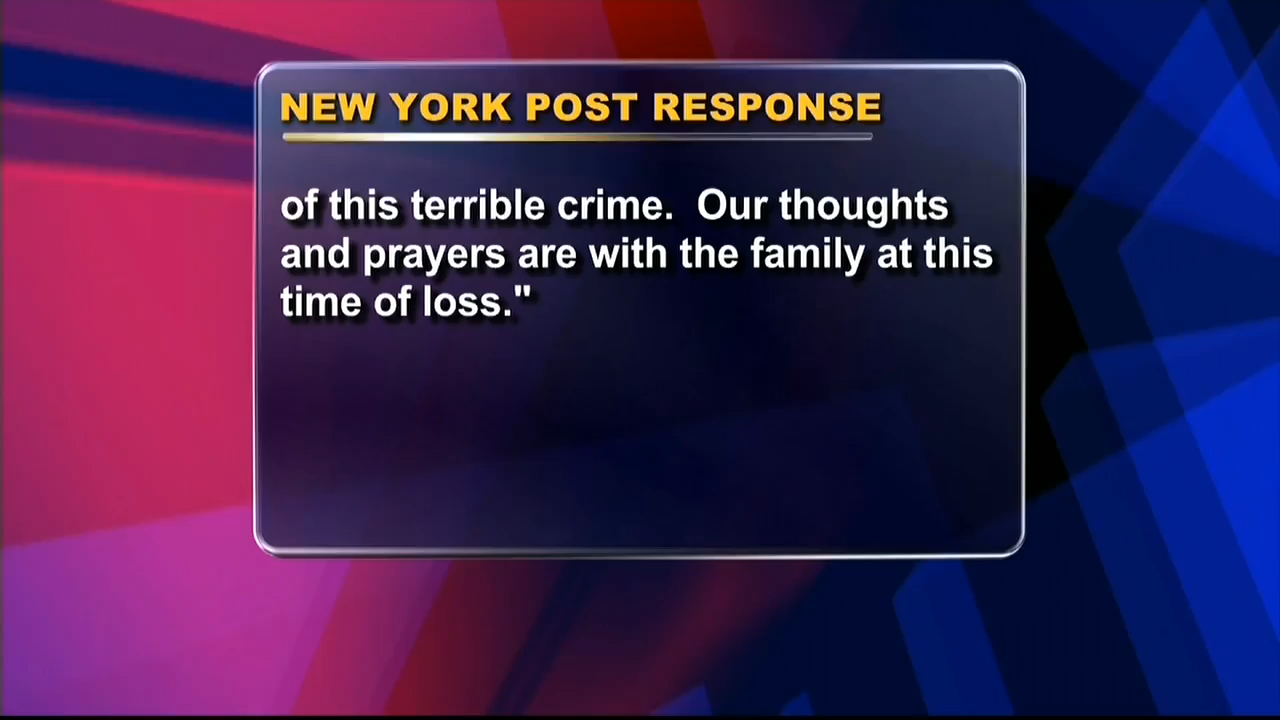 NEW YORK POST RESPONSE
of this terrible crime.  Our thoughts
and prayers are with the family at this
time of loss."